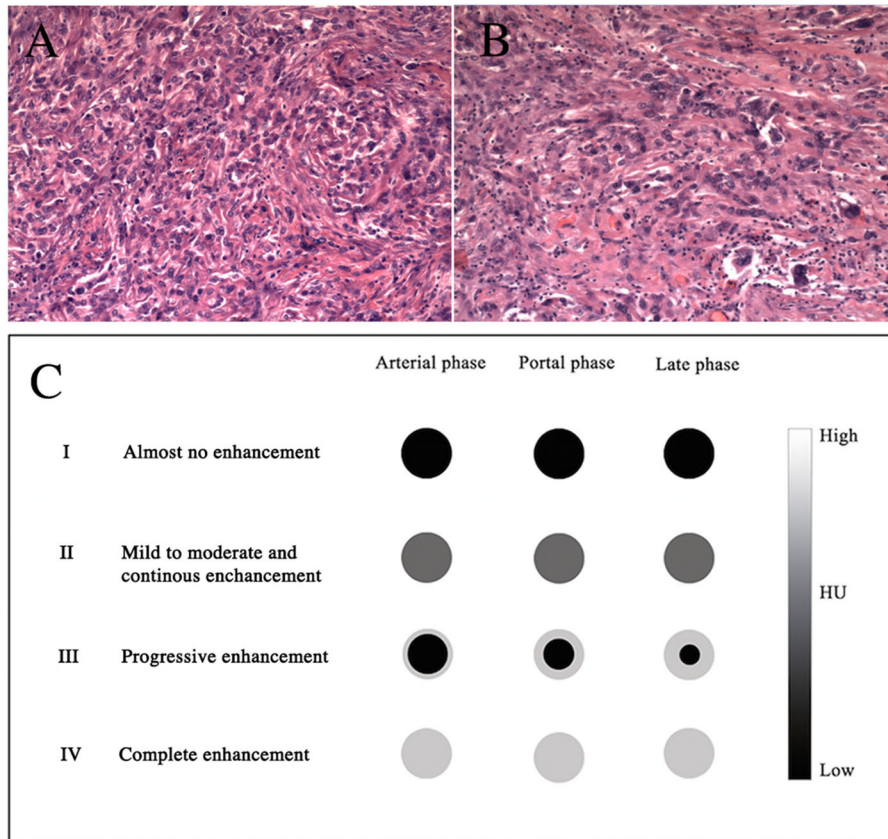 A
B
C
Arterial phase
Portal phase
Late phase
I
Almost no enhancement
II
Mild to moderate and
continous enchancement
III
Progressive enhancement
IV
Complete enhancement
High
HU
Low